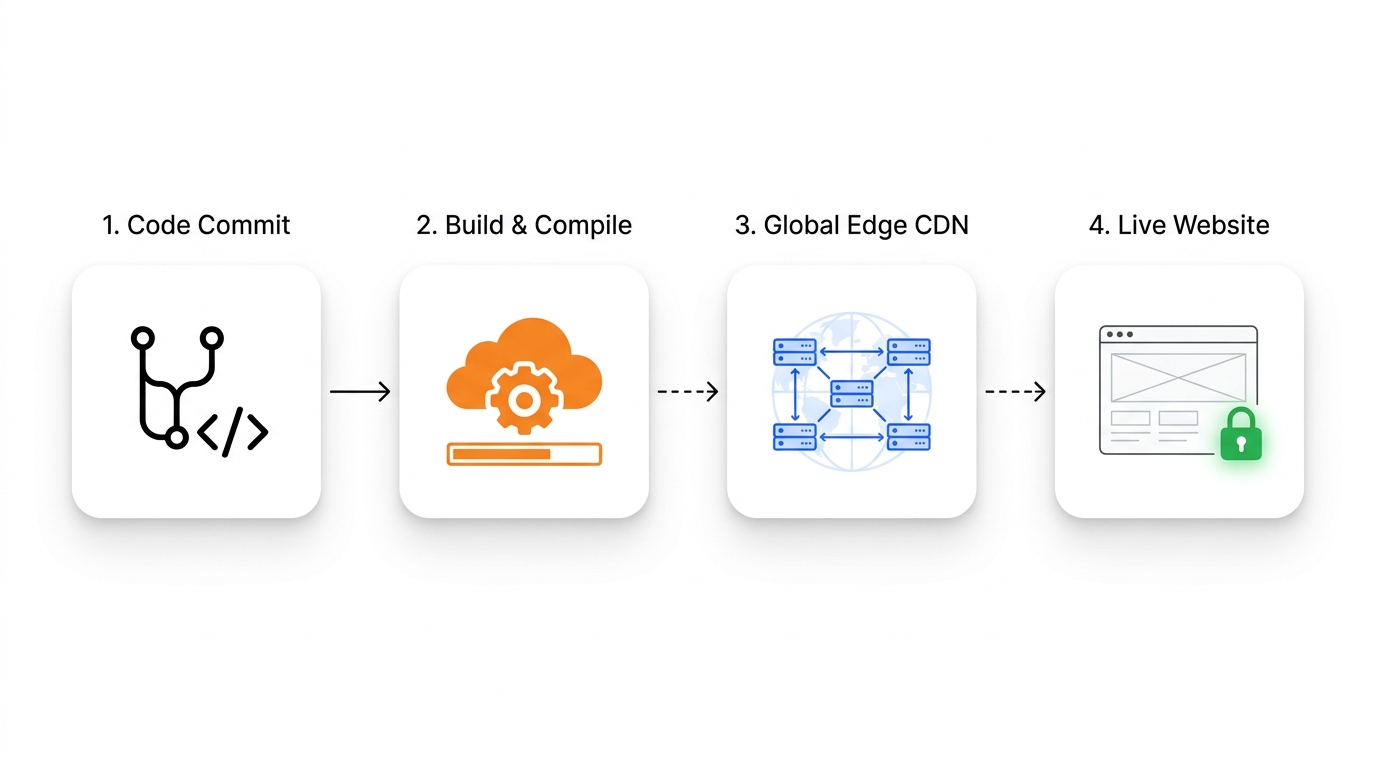 1. Code Commit
2. Build & Compile
3. Global Edge CDN
4. Live Website
</>